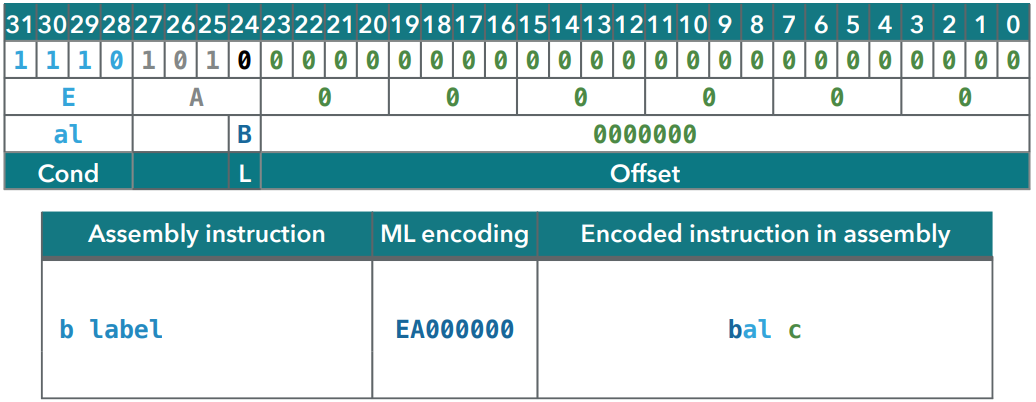 31 30 29 28 27 26 25 24 23 22 21 20 19 18 17 16 15 14 13 12 11 10 9 8 7 6 5 4 3 2 1 0
1 1 1 0 1 0 1 0 0 0 0 0 0 0 0 0 0 0 0 0 0 0 0 0 0 0 0 0 0 0 0 0
E A 0 0 0 0 0 0
al B 0000000
Cond L Offset
Assembly instruction ML encoding Encoded instruction in assembly
b label EA000000 bal c